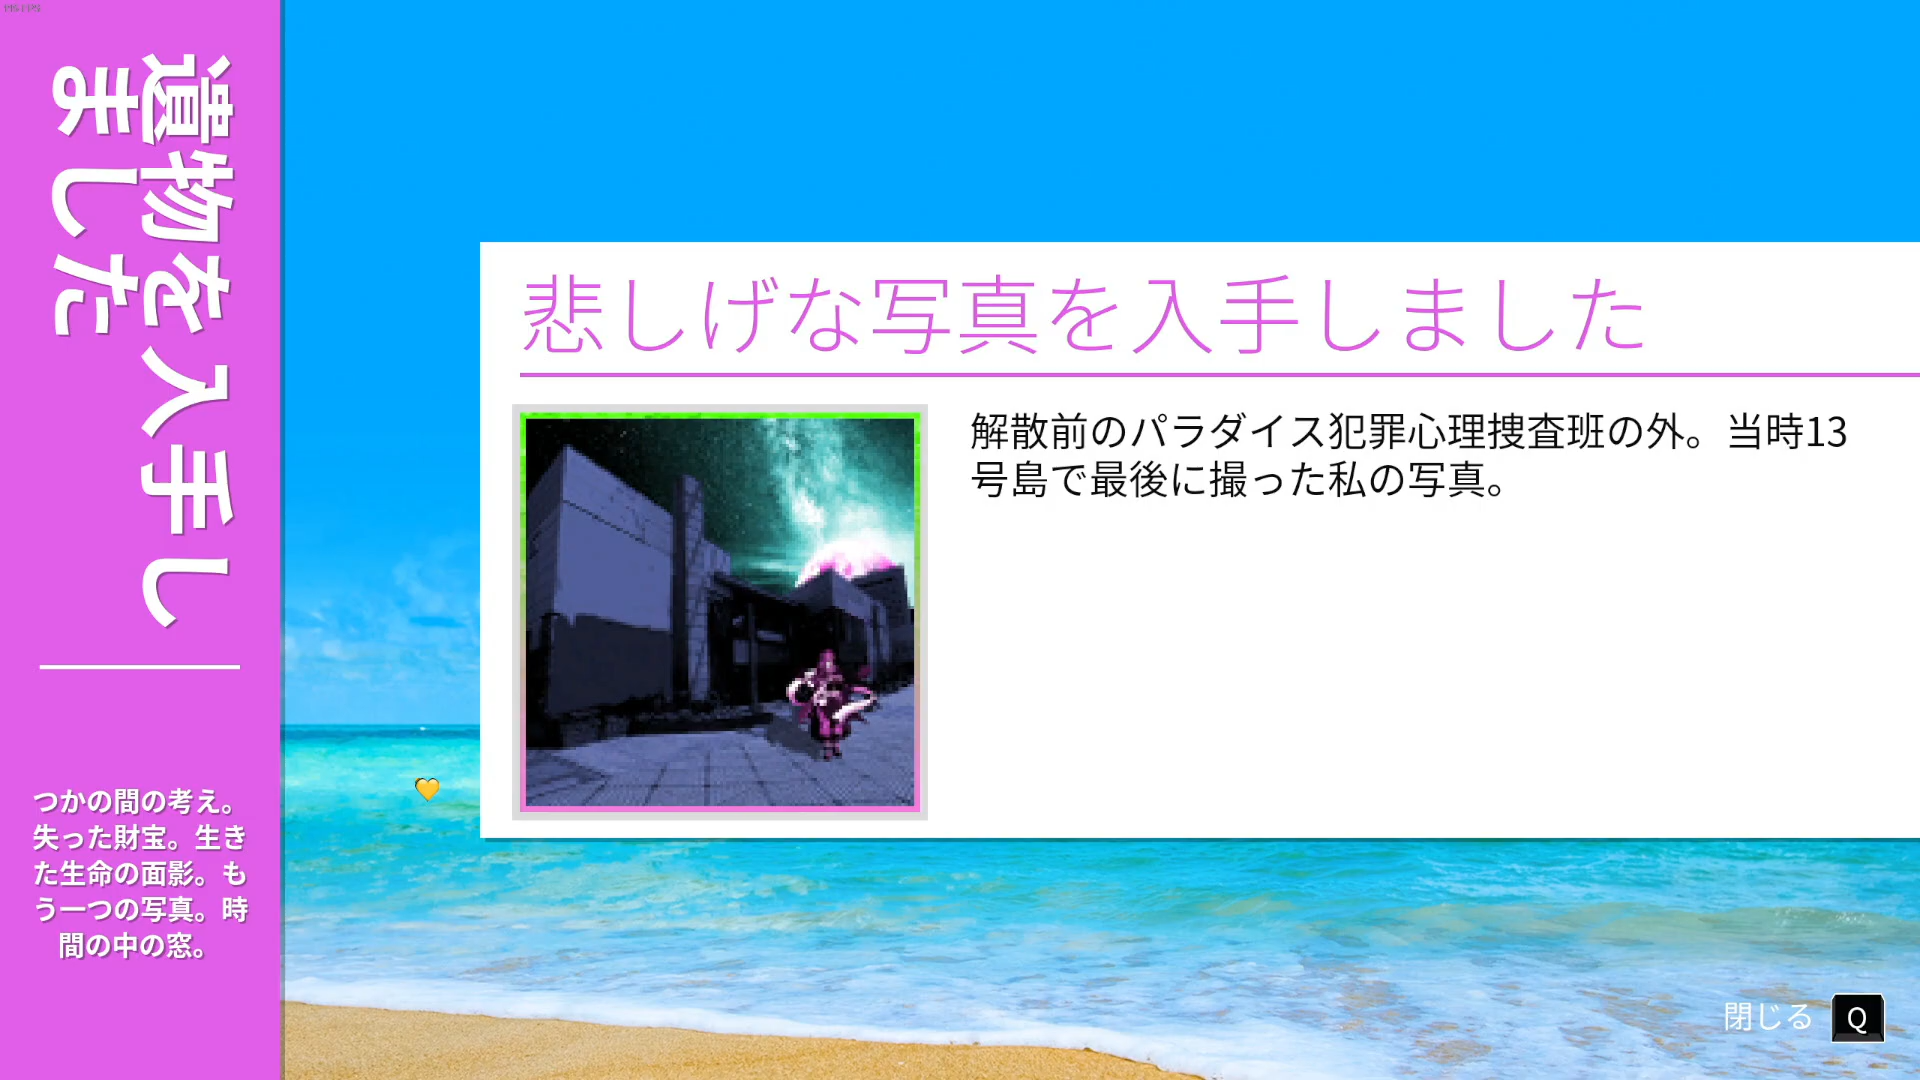 遺物を入手し
ました
つかの間の考え。
失った財宝。生き
た生命の面影。も
う一つの写真。時
間の中の窓。
悲しげな写真を入手しました
解散前のパラダイス犯罪心理捜査班の外。当時13
号島で最後に撮った私の写真。
閉じる Q